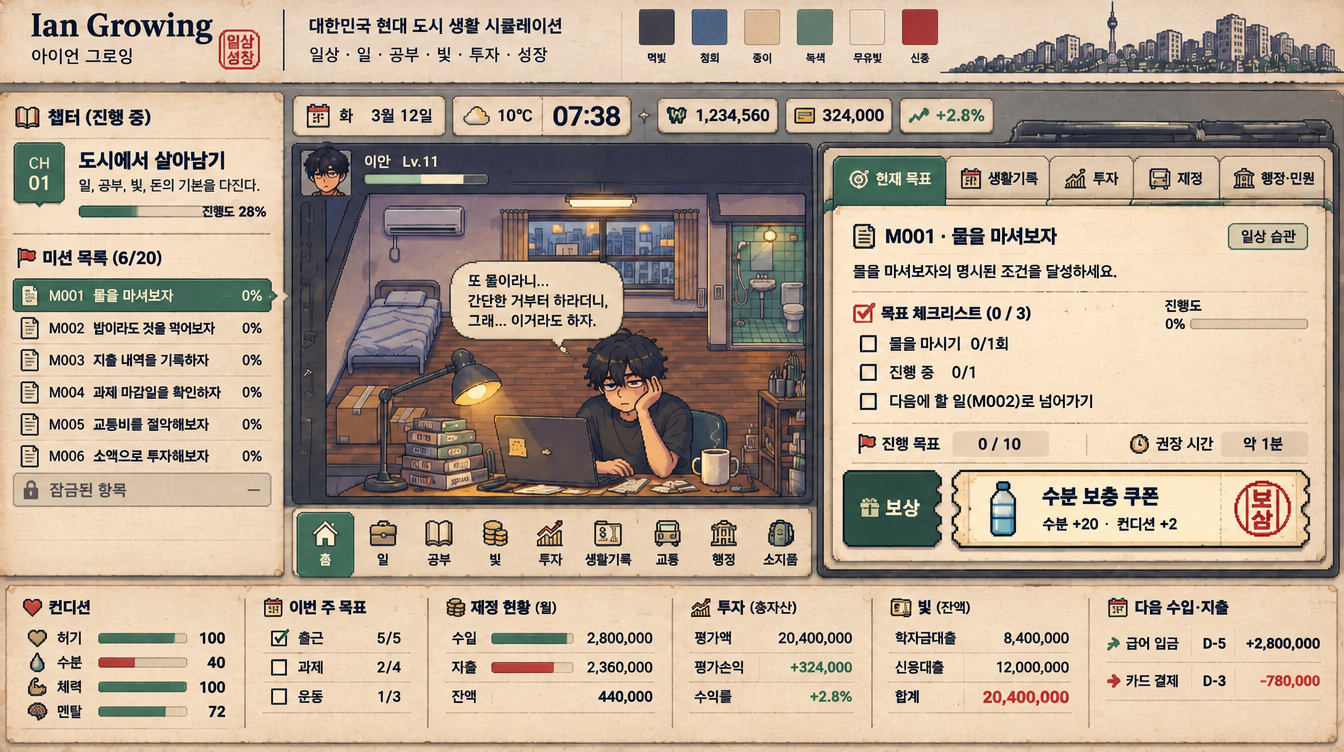 Ian Growing
아이언 그로잉
일상
성장
대한민국 현대 도시 생활 시뮬레이션
일상 · 일 · 공부 · 빛 · 투자 · 성장
먹빛
청회
종이
녹색
무유빛
신종
챕터 (진행 중)
CH
01
도시에서 살아남기
일, 공부, 빛, 돈의 기본을 다진다.
진행도 28%
미션 목록 (6/20)
M001 물을 마셔보자 0%
M002 밥이라도 것을 먹어보자 0%
M003 지출 내역을 기록하자 0%
M004 과제 마감일을 확인하자 0%
M005 교통비를 절약해보자 0%
M006 소액으로 투자해보자 0%
잠금된 항목 —
화 3월 12일
10℃
07:38
1,234,560
324,000
+2.8%
이안 Lv.11
또 물이라니...
간단한 거부터 하라더니,
그래... 이거라도 하자.
홈
일
공부
빛
투자
생활기록
교통
행정
소지품
현재 목표
생활기록
투자
재정
행정·민원
M001 · 물을 마셔보자
일상 습관
물을 마셔보자의 명시된 조건을 달성하세요.
목표 체크리스트 (0 / 3)
진행도
0%
물을 마시기 0/1회
진행 중 0/1
다음에 할 일(M002)로 넘어가기
진행 목표 0 / 10
권장 시간 약 1분
보상
수분 보충 쿠폰
수분 +20 · 컨디션 +2
보상
컨디션
허기 100
수분 40
체력 100
멘탈 72
이번 주 목표
출근 5/5
과제 2/4
운동 1/3
재정 현황 (월)
수일 2,800,000
지출 2,360,000
잔액 440,000
투자 (총자산)
평가액 20,400,000
평가손익 +324,000
수익률 +2.8%
빛 (잔액)
학자금대출 8,400,000
신용대출 12,000,000
합계 20,400,000
다음 수입·지출
급어 입금 D-5 +2,800,000
카드 결제 D-3 -780,000